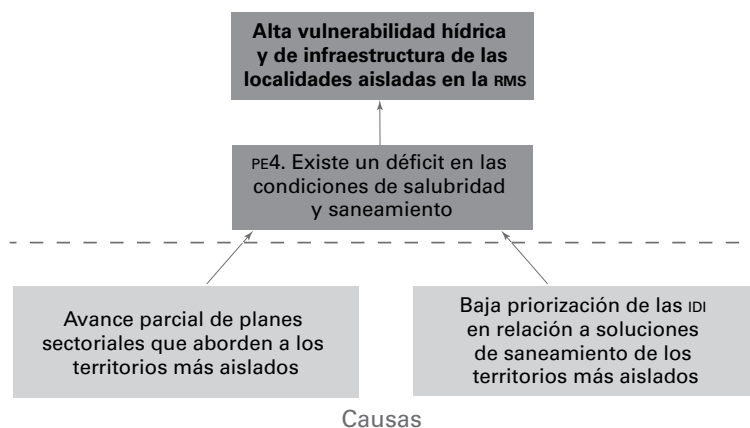 Alta vulnerabilidad hídrica
y de infraestructura de las
localidades aisladas en la RMS
PE4. Existe un déficit en las
condiciones de salubridad
y saneamiento
Avance parcial de planes
sectoriales que aborden a los
territorios más aislados
Baja priorización de las IDI
en relación a soluciones
de saneamiento de los
territorios más aislados
Causas